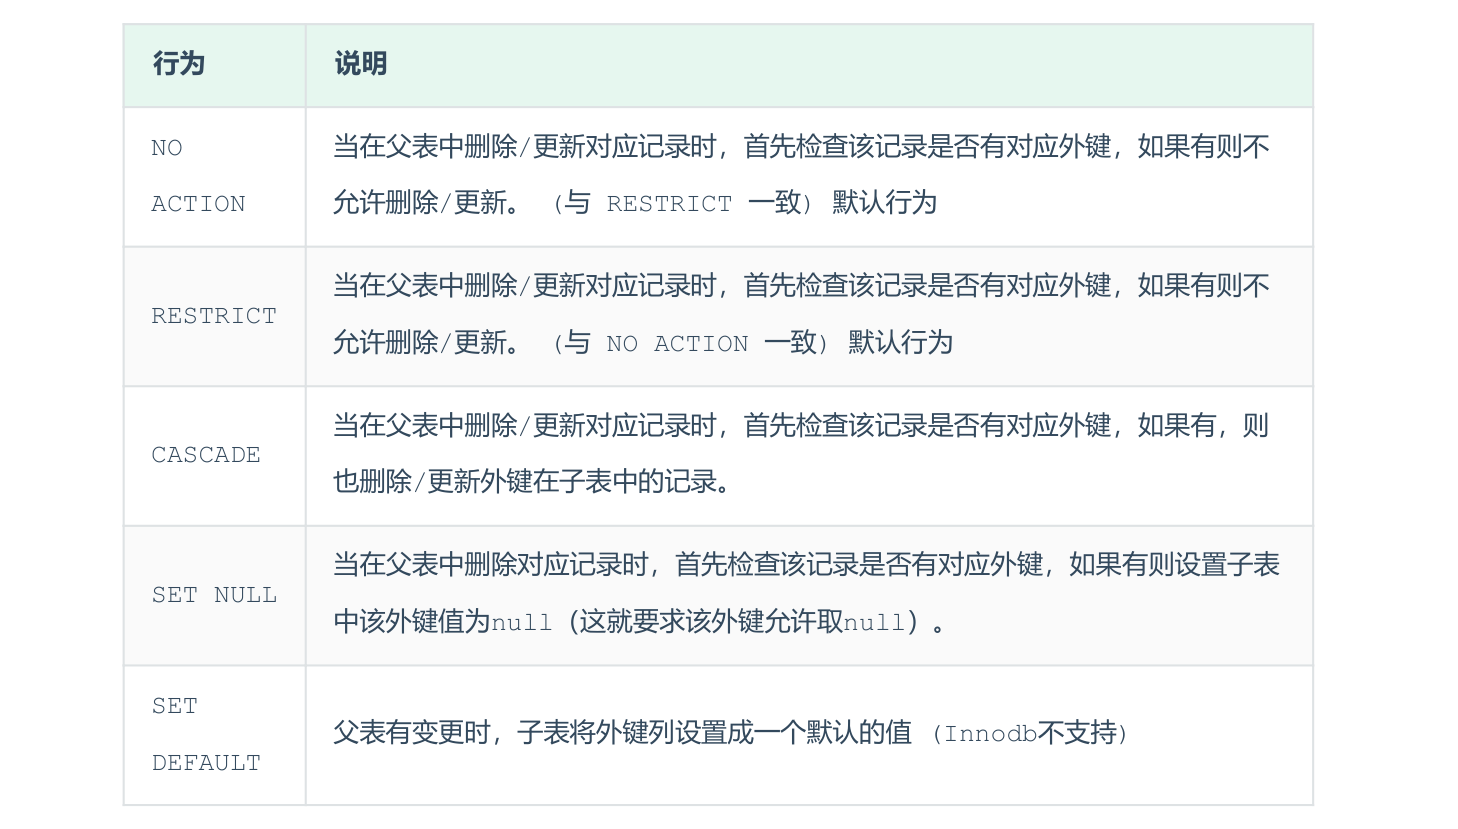 行为 说明
NO
ACTION
当在父表中删除/更新对应记录时，首先检查该记录是否有对应外键，如果有则不
允许删除/更新。 (与 RESTRICT 一致) 默认行为
RESTRICT
当在父表中删除/更新对应记录时，首先检查该记录是否有对应外键，如果有则不
允许删除/更新。 (与 NO ACTION 一致) 默认行为
CASCADE
当在父表中删除/更新对应记录时，首先检查该记录是否有对应外键，如果有，则
也删除/更新外键在子表中的记录。
SET NULL
当在父表中删除对应记录时，首先检查该记录是否有对应外键，如果有则设置子表
中该外键值为null（这就要求该外键允许取null）。
SET
DEFAULT
父表有变更时，子表将外键列设置成一个默认的值 (Innodb不支持)